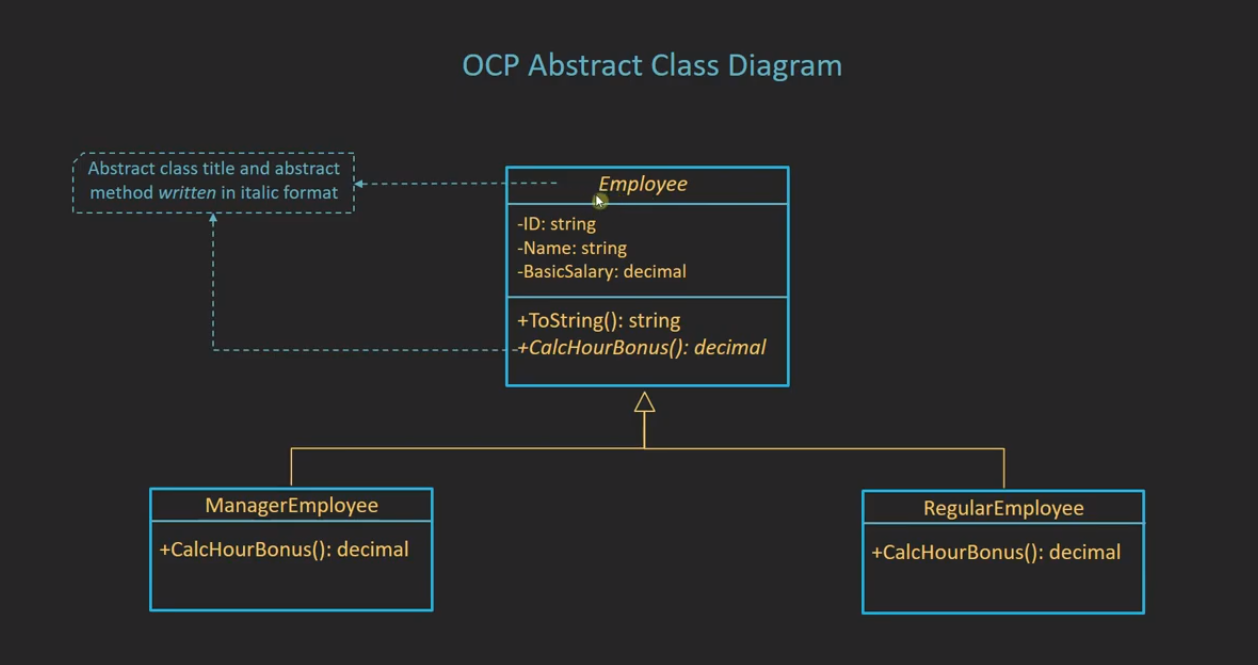 OCP Abstract Class Diagram
Abstract class title and abstract
method written in italic format
Employee
-ID: string
-Name: string
-BasicSalary: decimal
+ToString(): string
+CalcHourBonus(): decimal
ManagerEmployee
+CalcHourBonus(): decimal
RegularEmployee
+CalcHourBonus(): decimal